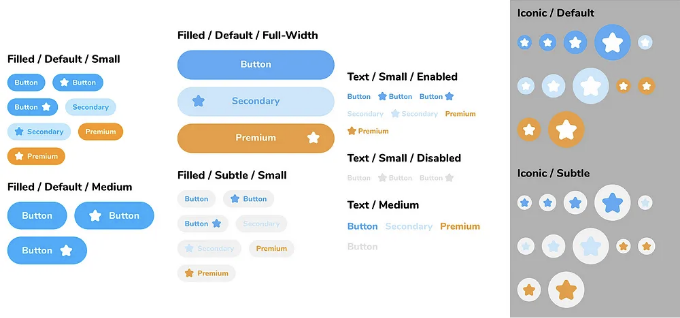 Filled / Default / Small
Button Button
Button Secondary
Secondary Premium
Premium
Filled / Default / Medium
Button Button
Button
Filled / Default / Full-Width
Button
Secondary
Premium
Filled / Subtle / Small
Button Button
Button Secondary
Secondary Premium
Premium
Text / Small / Enabled
Button Button Button
Secondary Secondary Premium
Premium
Text / Small / Disabled
Button Button Button
Text / Medium
Button Secondary Premium
Button
Iconic / Default
Iconic / Subtle